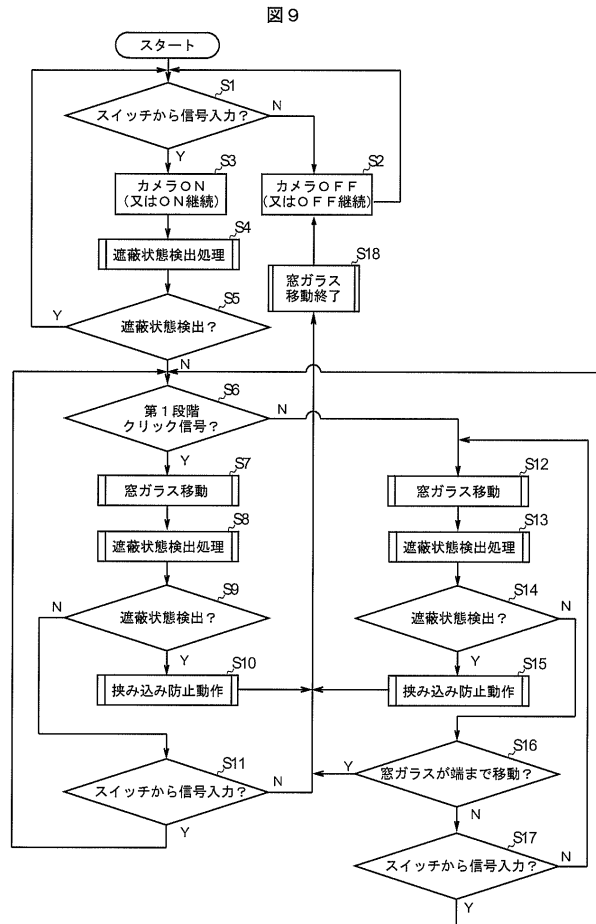 図９
スタート
S1
スイッチから信号入力？
N
Y
S3
カメラＯＮ
（又はＯＮ継続）
S2
カメラＯＦＦ
（又はＯＦＦ継続）
S4
遮蔽状態検出処理
S18
窓ガラス
移動終了
S5
遮蔽状態検出？
Y
N
S6
第１段階
クリック信号？
N
Y
S7
窓ガラス移動
S12
窓ガラス移動
S8
遮蔽状態検出処理
S13
遮蔽状態検出処理
S9
遮蔽状態検出？
N
Y
S14
遮蔽状態検出？
N
Y
S10
挟み込み防止動作
S15
挟み込み防止動作
S16
窓ガラスが端まで移動？
Y
N
S11
スイッチから信号入力？
N
Y
S17
スイッチから信号入力？
N
Y